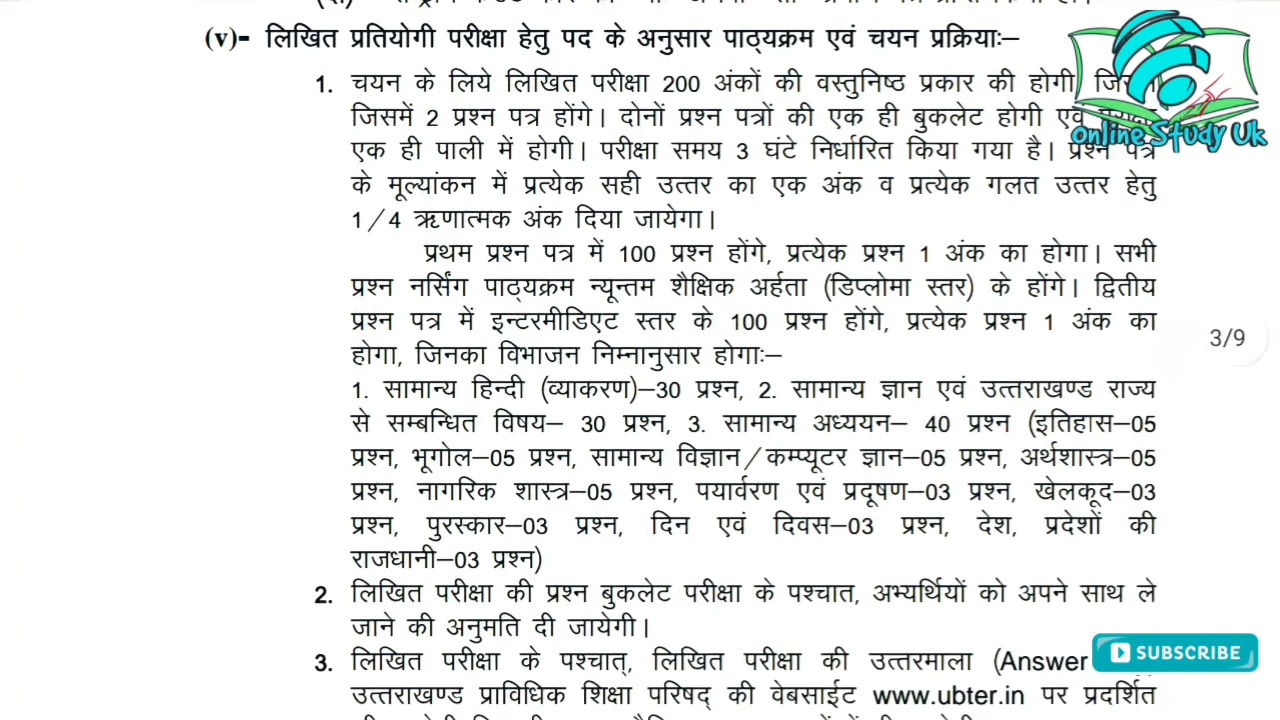 (v)- लिखित प्रतियोगी परीक्षा हेतु पद के अनुसार पाठ्यक्रम एवं चयन प्रक्रियाः–
1. चयन के लिये लिखित परीक्षा 200 अंकों की वस्तुनिष्ठ प्रकार की होगी
जिसमें 2 प्रश्न पत्र होंगे। दोनों प्रश्न पत्रों की एक ही बुकलेट होगी एवं
एक ही पाली में होगी। परीक्षा समय 3 घंटे निर्धारित किया गया है। प्रश्न पत्र
के मूल्यांकन में प्रत्येक सही उत्तर का एक अंक व प्रत्येक गलत उत्तर हेतु
1/4 ऋणात्मक अंक दिया जायेगा।
प्रथम प्रश्न पत्र में 100 प्रश्न होंगे, प्रत्येक प्रश्न 1 अंक का होगा। सभी
प्रश्न नर्सिंग पाठ्यक्रम न्यून्तम शैक्षिक अर्हता (डिप्लोमा स्तर) के होंगे। द्वितीय
प्रश्न पत्र में इन्टरमीडिएट स्तर के 100 प्रश्न होंगे, प्रत्येक प्रश्न 1 अंक का
होगा, जिनका विभाजन निम्नानुसार होगाः–
1. सामान्य हिन्दी (व्याकरण)–30 प्रश्न, 2. सामान्य ज्ञान एवं उत्तराखण्ड राज्य
से सम्बन्धित विषय– 30 प्रश्न, 3. सामान्य अध्ययन– 40 प्रश्न (इतिहास–05
प्रश्न, भूगोल–05 प्रश्न, सामान्य विज्ञान/कम्प्यूटर ज्ञान–05 प्रश्न, अर्थशास्त्र–05
प्रश्न, नागरिक शास्त्र–05 प्रश्न, पयार्वरण एवं प्रदूषण–03 प्रश्न, खेलकूद–03
प्रश्न, पुरस्कार–03 प्रश्न, दिन एवं दिवस–03 प्रश्न, देश, प्रदेशों की
राजधानी–03 प्रश्न)
2. लिखित परीक्षा की प्रश्न बुकलेट परीक्षा के पश्चात, अभ्यर्थियों को अपने साथ ले
जाने की अनुमति दी जायेगी।
3. लिखित परीक्षा के पश्चात्, लिखित परीक्षा की उत्तरमाला (Answer
उत्तराखण्ड प्राविधिक शिक्षा परिषद् की वेबसाईट www.ubter.in पर प्रदर्शित
Online Study Uk
3/9
SUBSCRIBE